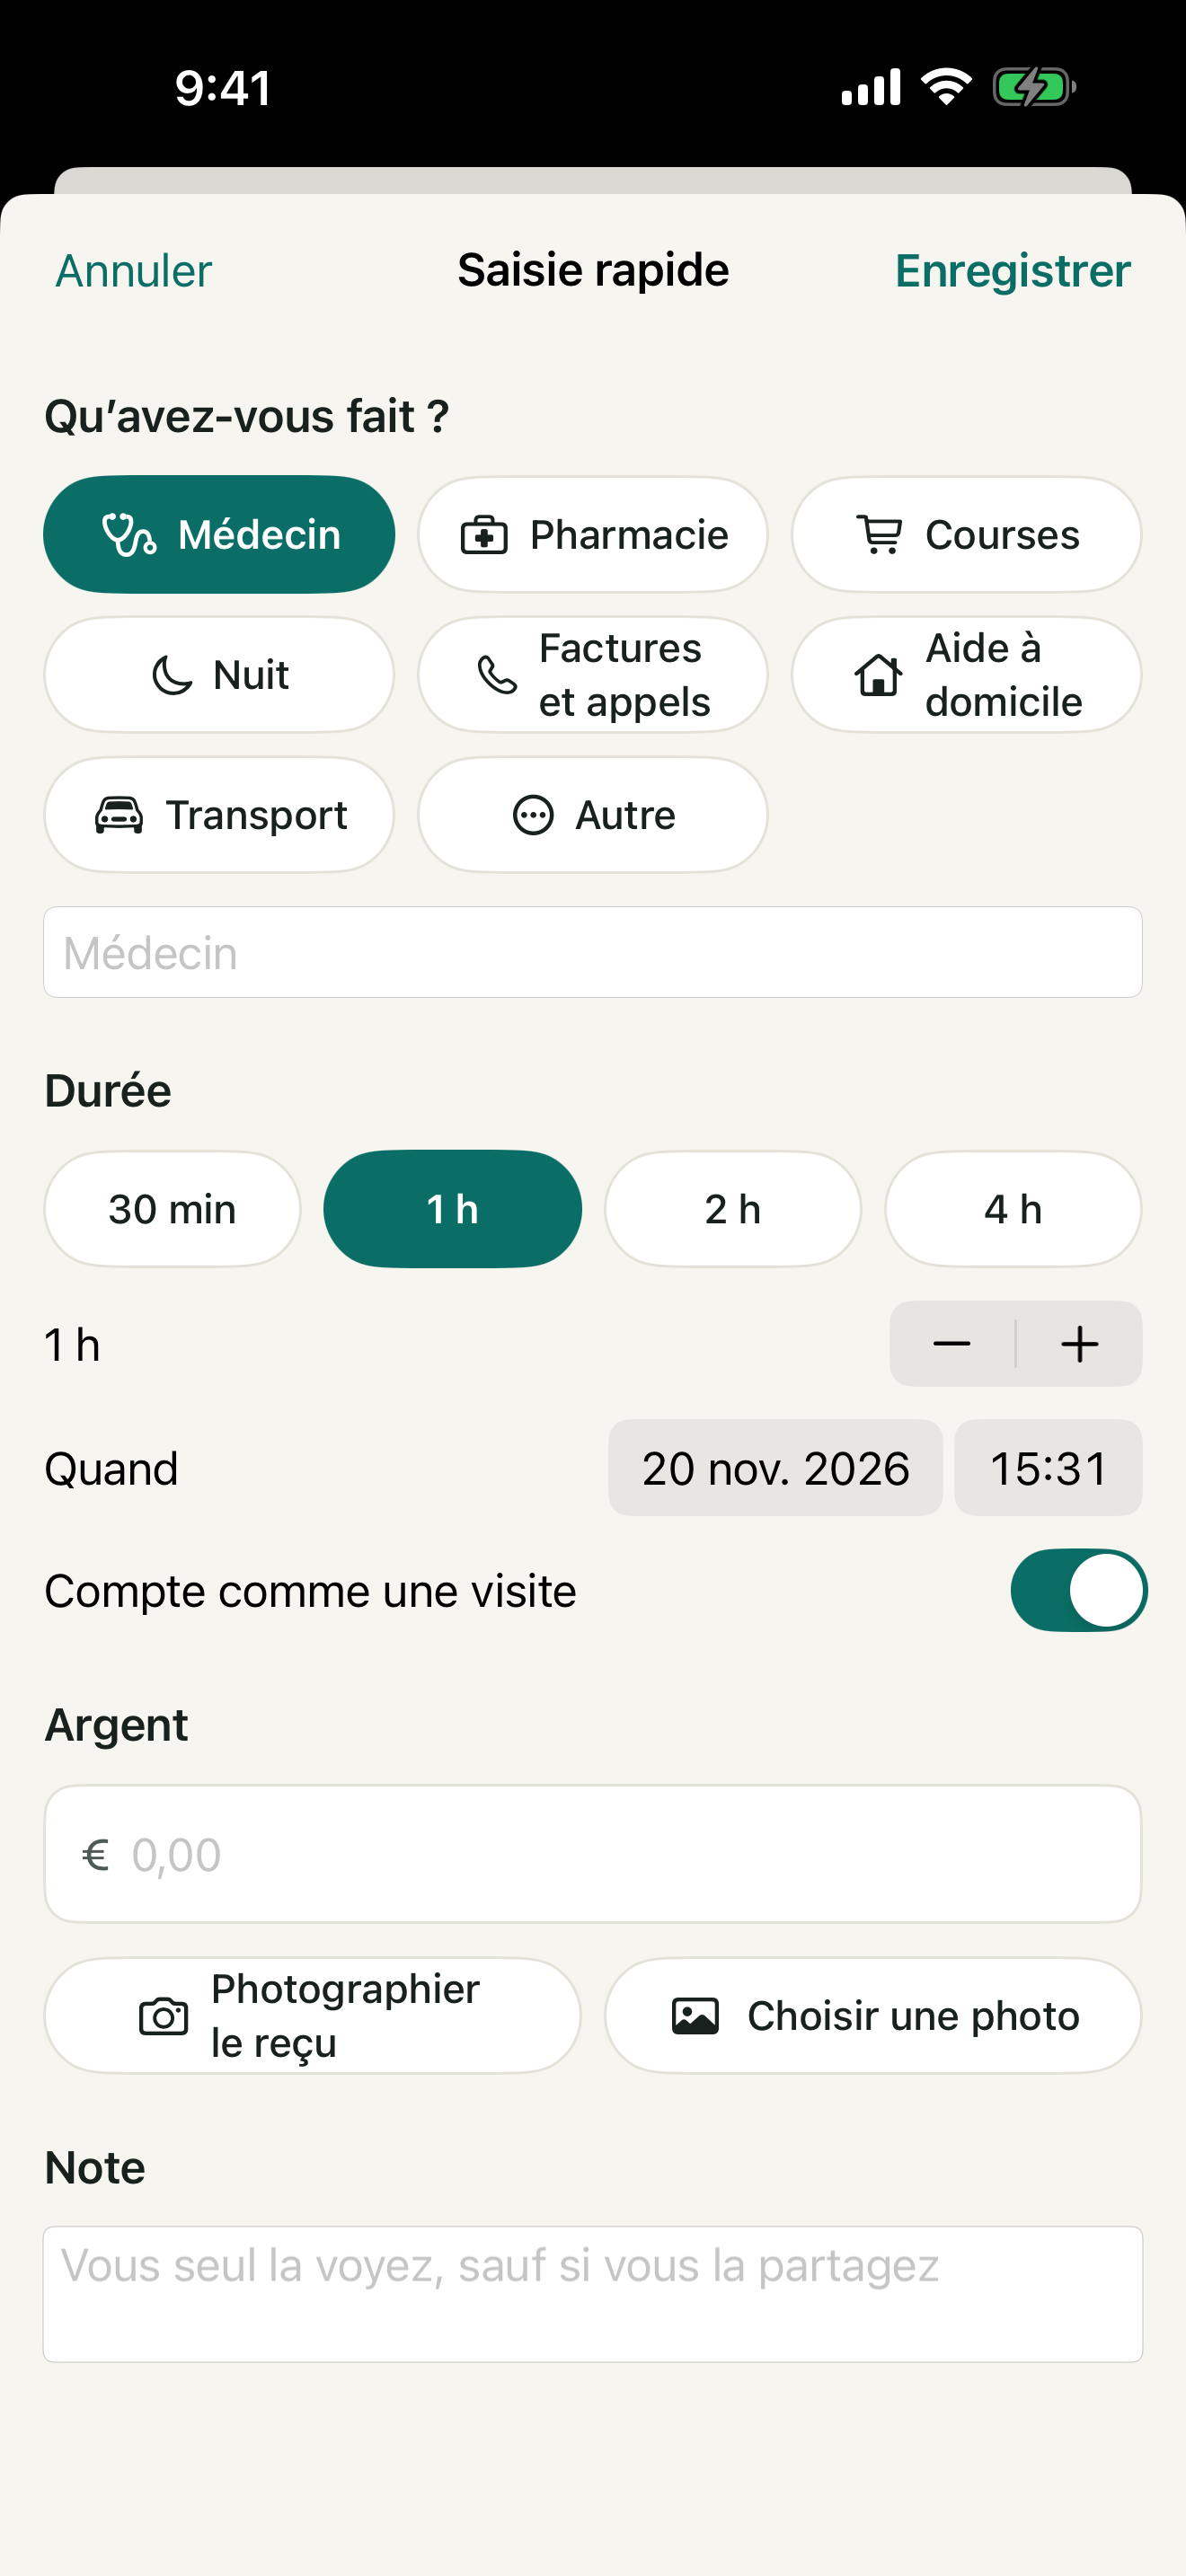 9:41
Annuler
Saisie rapide
Enregistrer
Qu’avez-vous fait ?
Médecin
Pharmacie
Courses
Nuit
Factures
et appels
Aide à
domicile
Transport
Autre
Médecin
Durée
30 min
1 h
2 h
4 h
1 h
Quand
20 nov. 2026
15:31
Compte comme une visite
Argent
€ 0,00
Photographier
le reçu
Choisir une photo
Note
Vous seul la voyez, sauf si vous la partagez